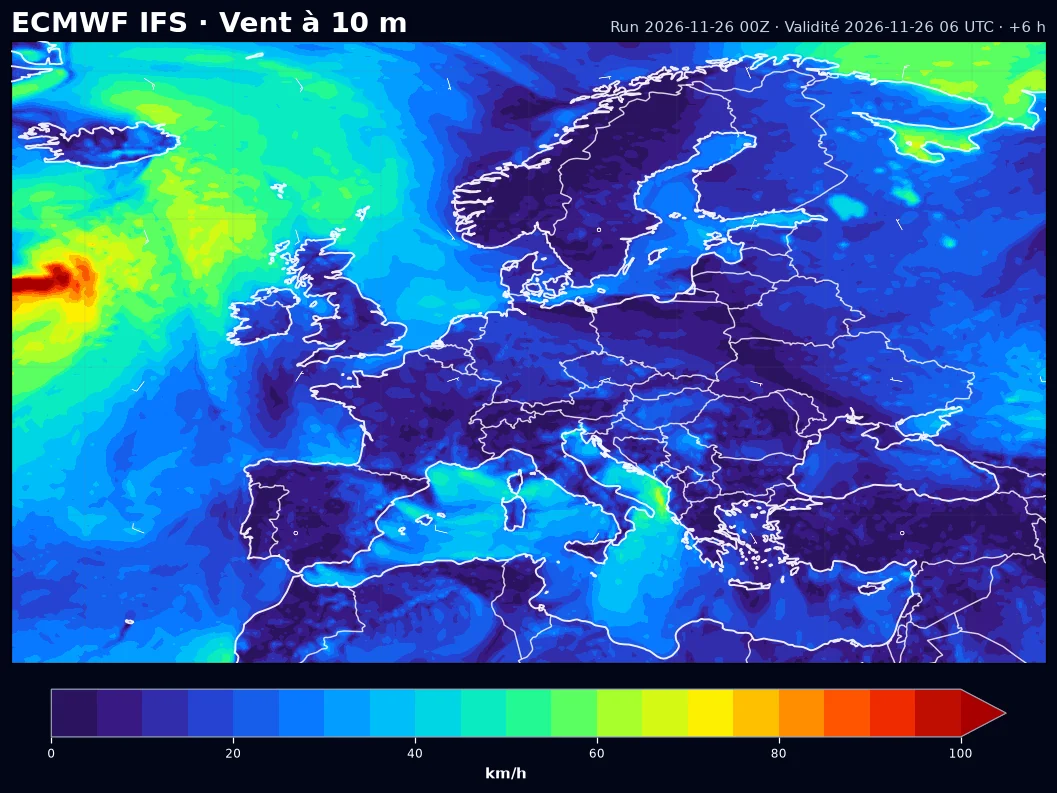 ECMWF IFS · Vent à 10 m
Run 2026-11-26 00Z · Validité 2026-11-26 06 UTC · +6 h
0 20 40 60 80 100
km/h